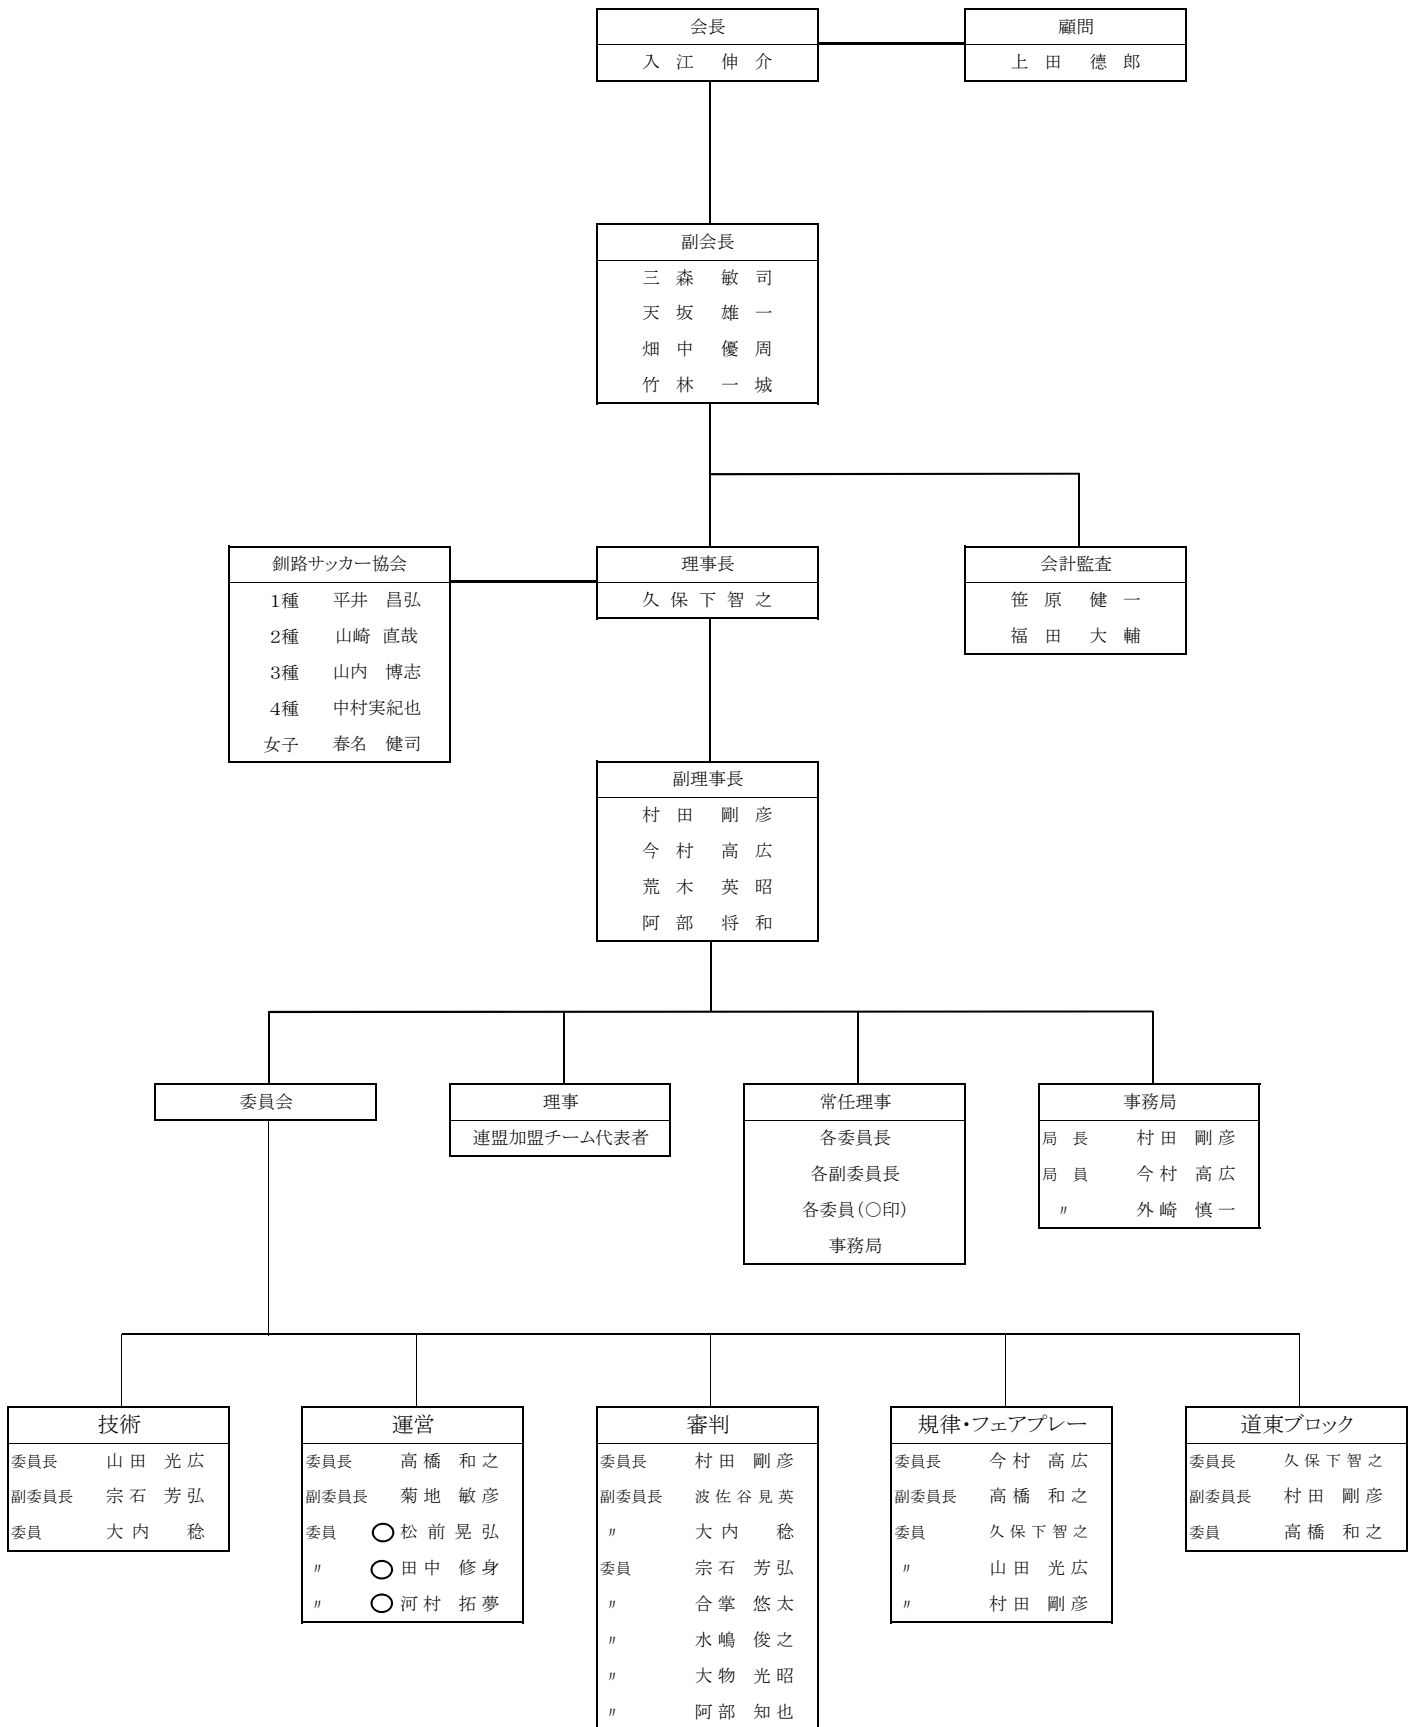 会長
入江 伸介
顧問
上田 德郎
副会長
三森 敏司
天坂 雄一
畑中 優周
竹林 一城
釧路サッカー協会
1種 平井 昌弘
2種 山崎 直哉
3種 山内 博志
4種 中村実紀也
女子 春名 健司
理事長
久保下智之
会計監査
笹原 健一
福田 大輔
副理事長
村田 剛彦
今村 高広
荒木 英昭
阿部 将和
委員会
理事
連盟加盟チーム代表者
常任理事
各委員長
各副委員長
各委員(○印)
事務局
事務局
局長 村田 剛彦
局員 今村 高広
〃 外崎 慎一
技術
委員長 山田 光広
副委員長 宗石 芳弘
委員 大内 稔
運営
委員長 高橋 和之
副委員長 菊地 敏彦
委員 ○松前晃弘
〃 ○田中 修身
〃 ○河村 拓夢
審判
委員長 村田 剛彦
副委員長 波佐谷見英
〃 大内 稔
委員 宗石 芳弘
〃 合掌 悠太
〃 水嶋 俊之
〃 大物 光昭
〃 阿部 知也
規律・フェアプレー
委員長 今村 高広
副委員長 高橋 和之
委員 久保下智之
〃 山田 光広
〃 村田 剛彦
道東ブロック
委員長 久保下智之
副委員長 村田 剛彦
委員 高橋 和之